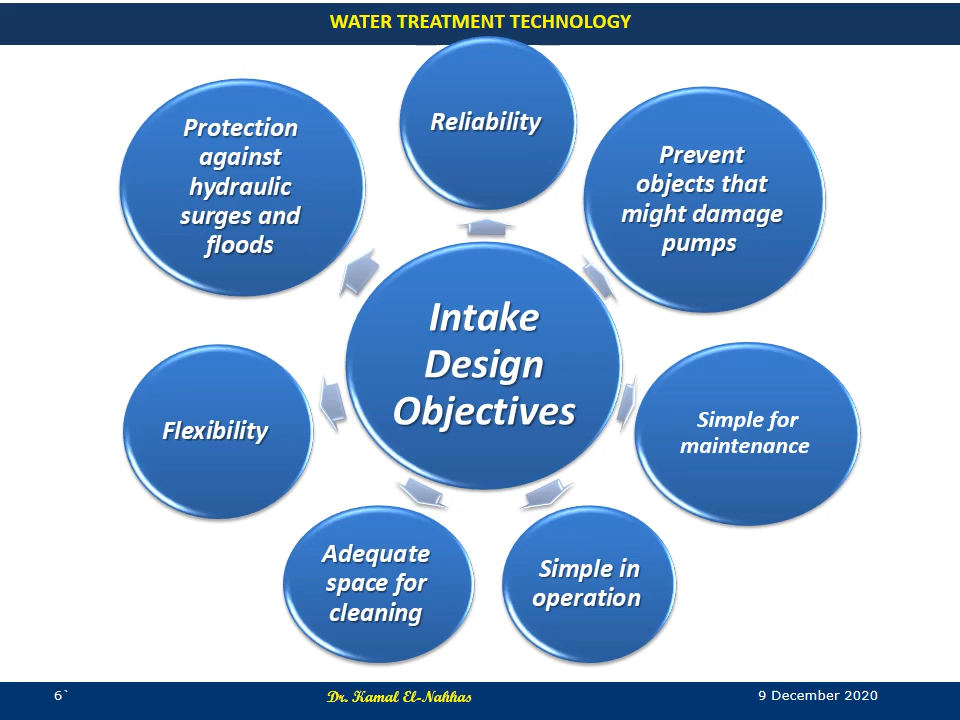 WATER TREATMENT TECHNOLOGY
Reliability
Prevent
objects that
might damage
pumps
Simple for
maintenance
Simple in
operation
Adequate
space for
cleaning
Flexibility
Protection
against
hydraulic
surges and
floods
Intake
Design
Objectives
6`
Dr. Kamal El-Nahhas
9 December 2020